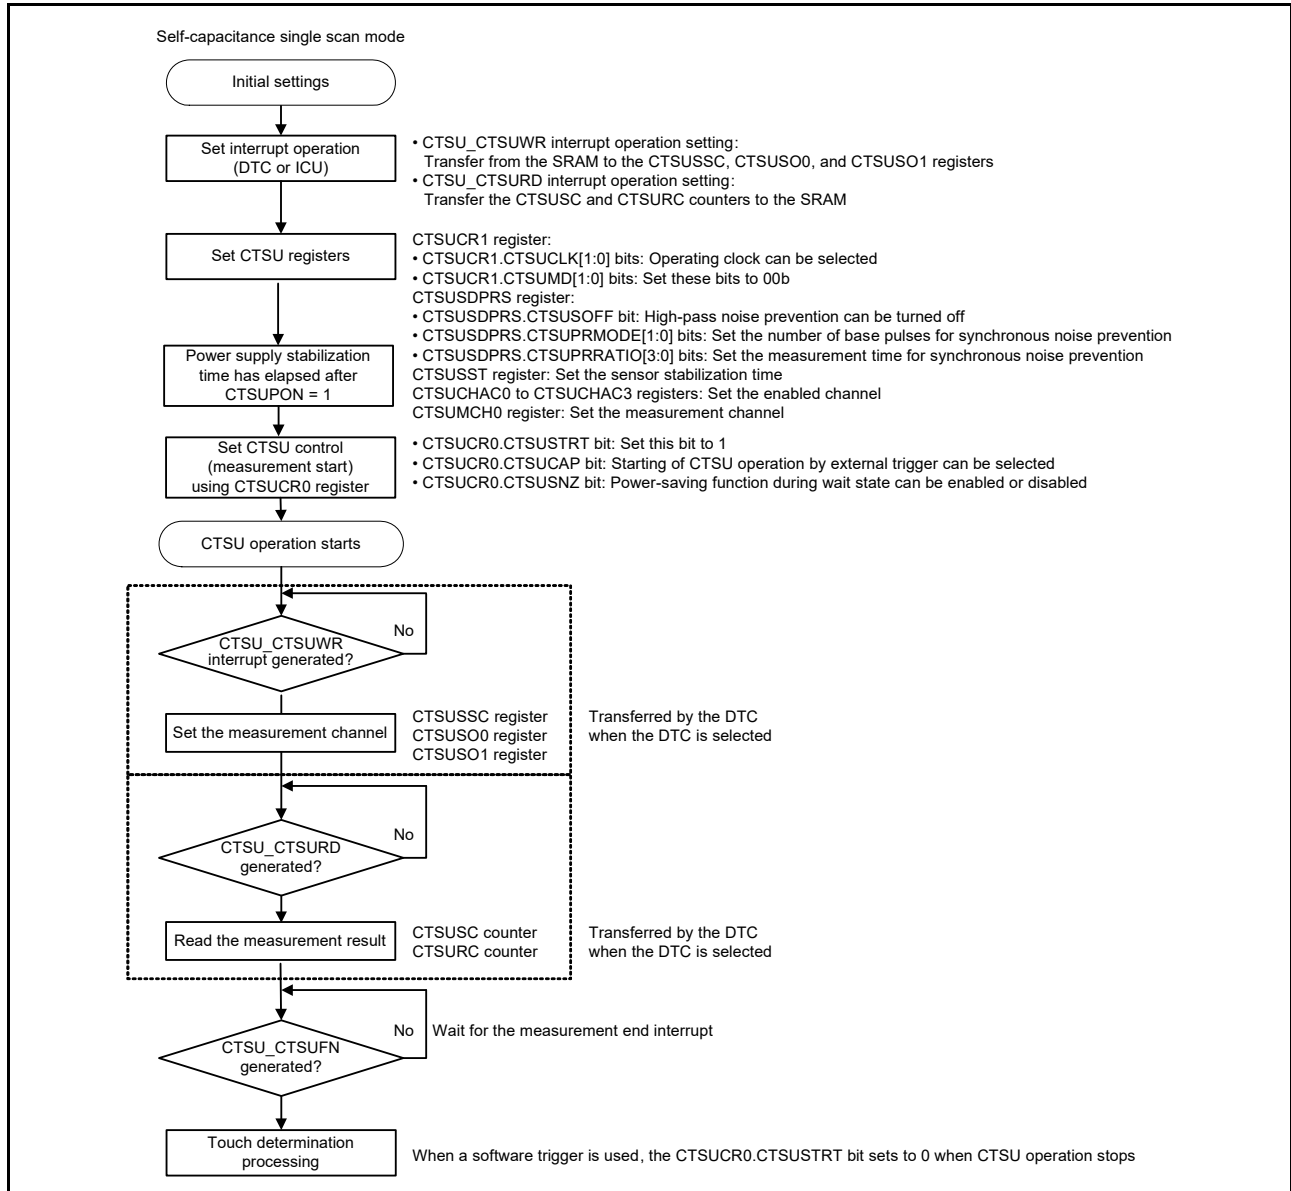 Self-capacitance single scan mode
Initial settings
Set interrupt operation
(DTC or ICU)
• CTSU_CTSUWR interrupt operation setting:
Transfer from the SRAM to the CTSUSSC, CTSUSO0, and CTSUSO1 registers
• CTSU_CTSURD interrupt operation setting:
Transfer the CTSUSC and CTSURC counters to the SRAM
Set CTSU registers
CTSUCR1 register:
• CTSUCR1.CTSUCLK[1:0] bits: Operating clock can be selected
• CTSUCR1.CTSUMD[1:0] bits: Set these bits to 00b
CTSUSDPRS register:
• CTSUSDPRS.CTSUSOFF bit: High-pass noise prevention can be turned off
• CTSUSDPRS.CTSUPRMODE[1:0] bits: Set the number of base pulses for synchronous noise prevention
• CTSUSDPRS.CTSUPRRATIO[3:0] bits: Set the measurement time for synchronous noise prevention
CTSUSST register: Set the sensor stabilization time
CTSUCHAC0 to CTSUCHAC3 registers: Set the enabled channel
CTSUMCH0 register: Set the measurement channel
Power supply stabilization
time has elapsed after
CTSUPON = 1
Set CTSU control
(measurement start)
using CTSUCR0 register
• CTSUCR0.CTSUSTRT bit: Set this bit to 1
• CTSUCR0.CTSUCAP bit: Starting of CTSU operation by external trigger can be selected
• CTSUCR0.CTSUSNZ bit: Power-saving function during wait state can be enabled or disabled
CTSU operation starts
CTSU_CTSUWR
interrupt generated?
No
Set the measurement channel
CTSUSSC register
CTSUSO0 register
CTSUSO1 register
Transferred by the DTC
when the DTC is selected
CTSU_CTSURD
generated?
No
Read the measurement result
CTSUSC counter
CTSURC counter
Transferred by the DTC
when the DTC is selected
CTSU_CTSUFN
generated?
No
Wait for the measurement end interrupt
Touch determination
processing
When a software trigger is used, the CTSUCR0.CTSUSTRT bit sets to 0 when CTSU operation stops